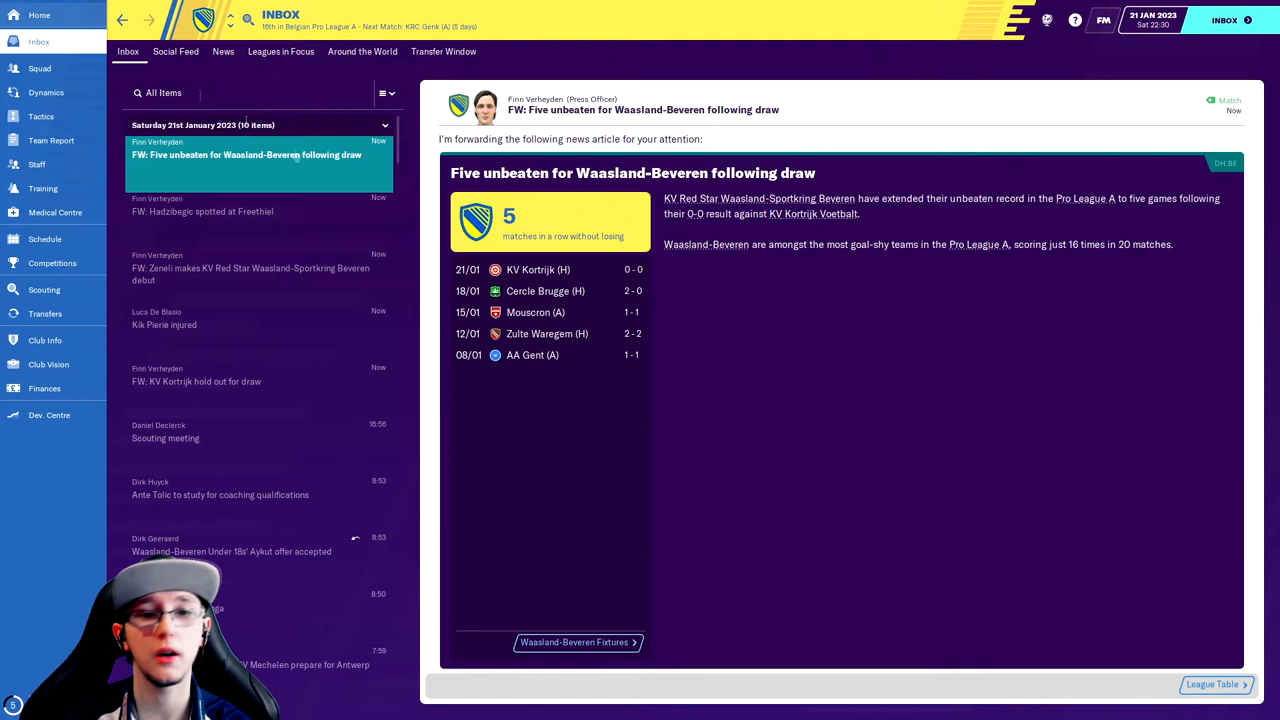 Home
Inbox
Squad
Dynamics
Tactics
Team Report
Staff
Training
Medical Centre
Schedule
Competitions
Scouting
Transfers
Club Info
Club Vision
Finances
Dev. Centre
5
INBOX
16th in Belgian Pro League A - Next Match: KRC Genk (A) (5 days)
?
FM
21 JAN 2023
Sat 22:30
INBOX
Inbox
Social Feed
News
Leagues in Focus
Around the World
Transfer Window
All Items
Saturday 21st January 2023 (10 items)
Finn Verheyden
Now
FW: Five unbeaten for Waasland-Beveren following draw
Finn Verheyden
Now
FW: Hadzibegic spotted at Freethiel
Finn Verheyden
Now
FW: Zeneli makes KV Red Star Waasland-Sportkring Beveren
debut
Luca De Blasio
Now
Kik Pierie injured
Finn Verheyden
Now
FW: KV Kortrijk hold out for draw
Daniel Declerck
16:56
Scouting meeting
Dirk Huyck
8:53
Ante Tolic to study for coaching qualifications
Dirk Geeraerd
8:53
Waasland-Beveren Under 18s' Aykut offer accepted
8:50
7:59
KV Mechelen prepare for Antwerp
Finn Verheyden (Press Officer)
FW: Five unbeaten for Waasland-Beveren following draw
Match
Now
I'm forwarding the following news article for your attention:
DH.BE
Five unbeaten for Waasland-Beveren following draw
5
matches in a row without losing
21/01 KV Kortrijk (H) 0 - 0
18/01 Cercle Brugge (H) 2 - 0
15/01 Mouscron (A) 1 - 1
12/01 Zulte Waregem (H) 2 - 2
08/01 AA Gent (A) 1 - 1
Waasland-Beveren Fixtures
KV Red Star Waasland-Sportkring Beveren have extended their unbeaten record in the Pro League A to five games following
their 0-0 result against KV Kortrijk Voetbalt.
Waasland-Beveren are amongst the most goal-shy teams in the Pro League A, scoring just 16 times in 20 matches.
League Table